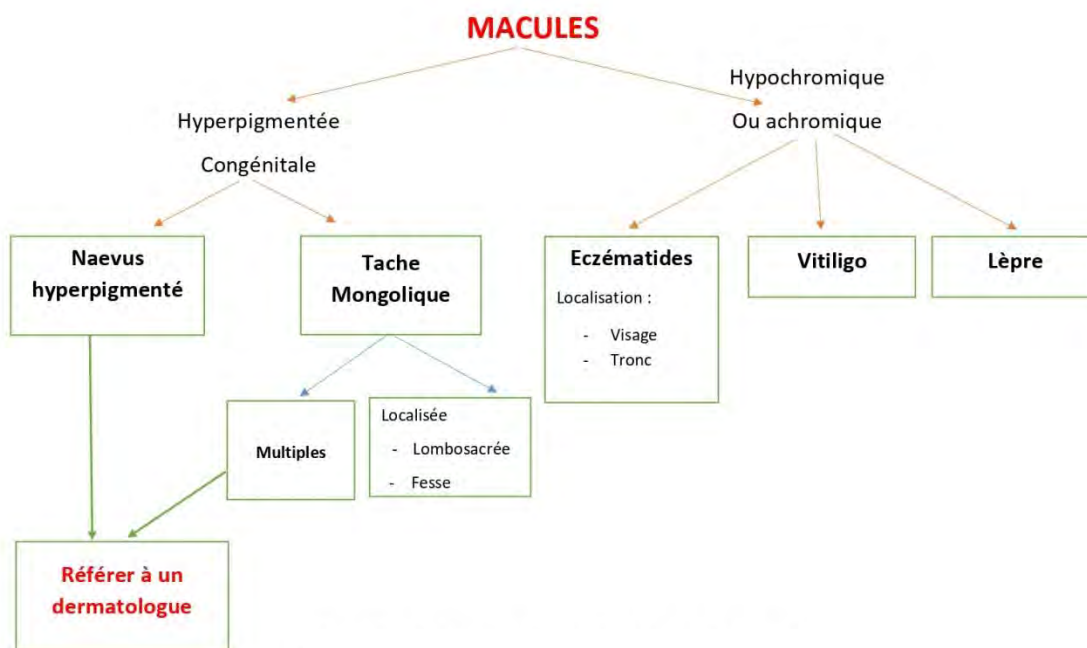 MACULES
Hyperpigmentée
Congénitale
Hypochromique
Ou achromique
Naevus
hyperpigmenté
Tache
Mongolique
Eczématides
Localisation :
- Visage
- Tronc
Vitiligo
Lèpre
Multiples
Localisée
- Lombosacrée
- Fesse
Référer à un
dermatologue